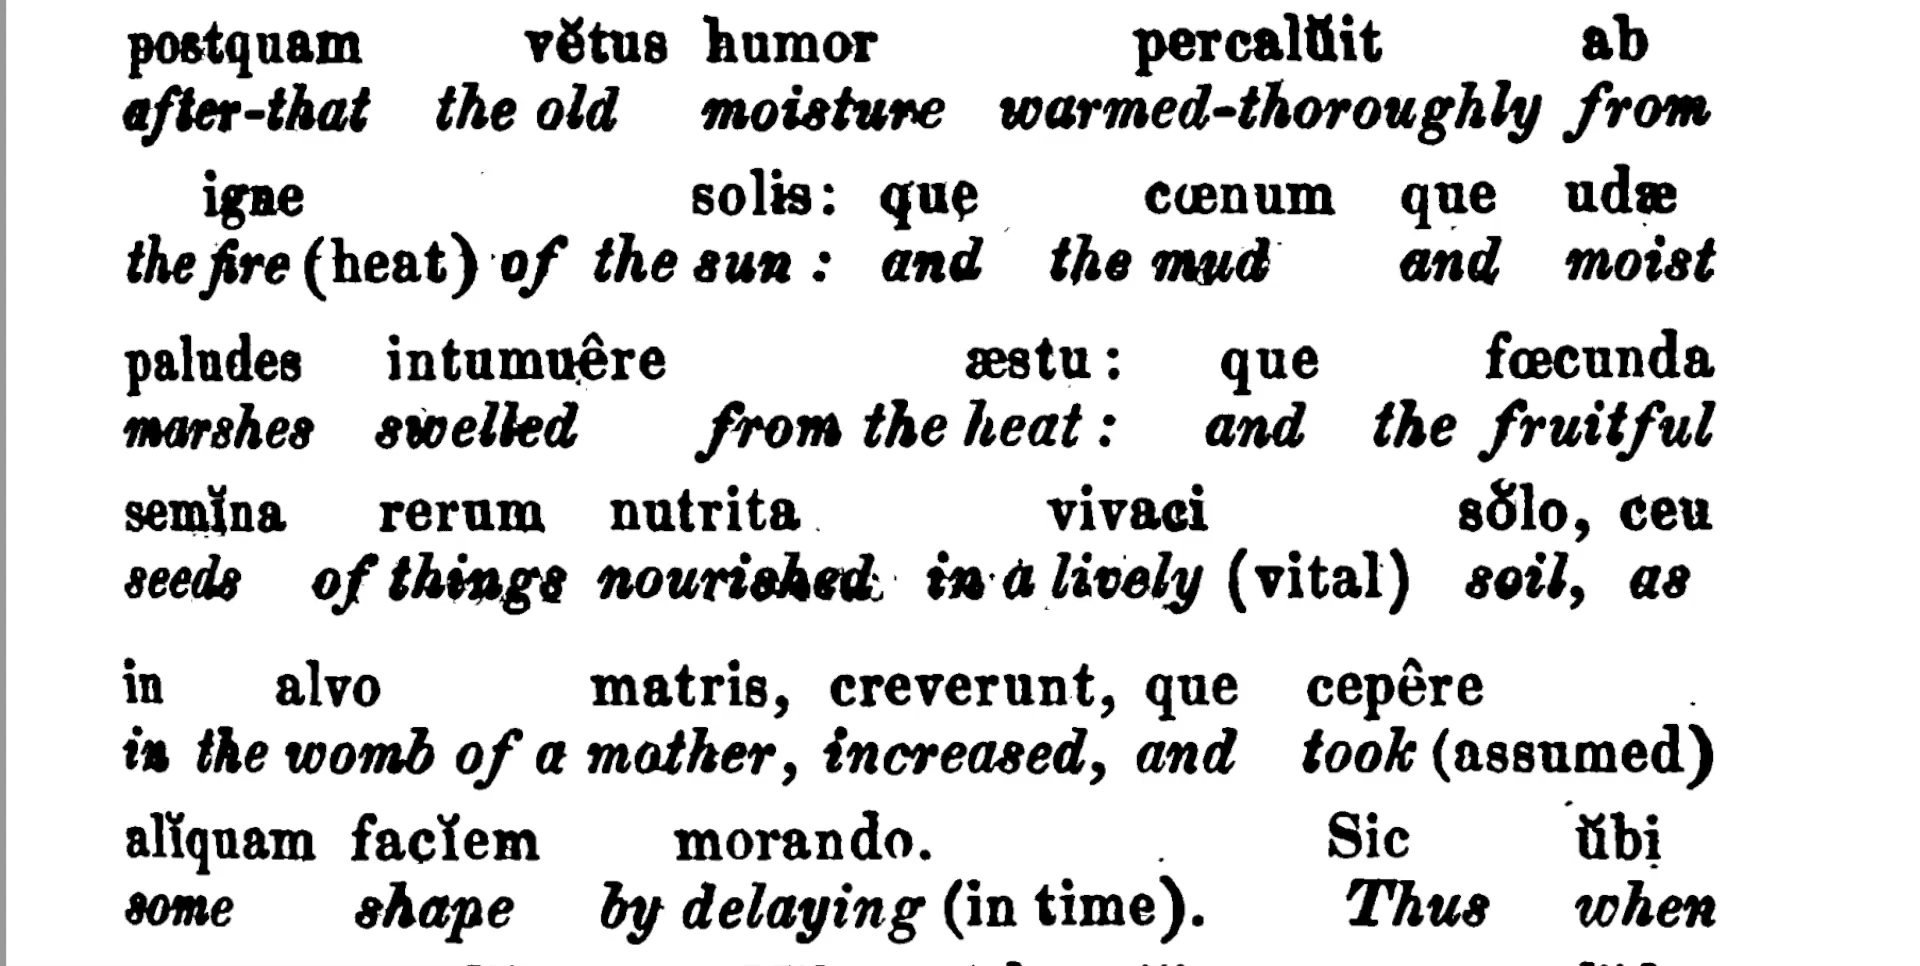 postquam vĕtus humor percalŭit ab
after-that the old moisture warmed-thoroughly from
igne solis: que cœnum que udæ
the fire (heat) of the sun: and the mud and moist
paludes intumuêre æstu: que fœcunda
marshes swelled from the heat: and the fruitful
semĭna rerum nutrita vivaci sŏlo, ceu
seeds of things nourished in a lively (vital) soil, as
in alvo matris, creverunt, que cepêre
in the womb of a mother, increased, and took (assumed)
alĭquam facĭem morando. Sic ŭbi
some shape by delaying (in time). Thus when